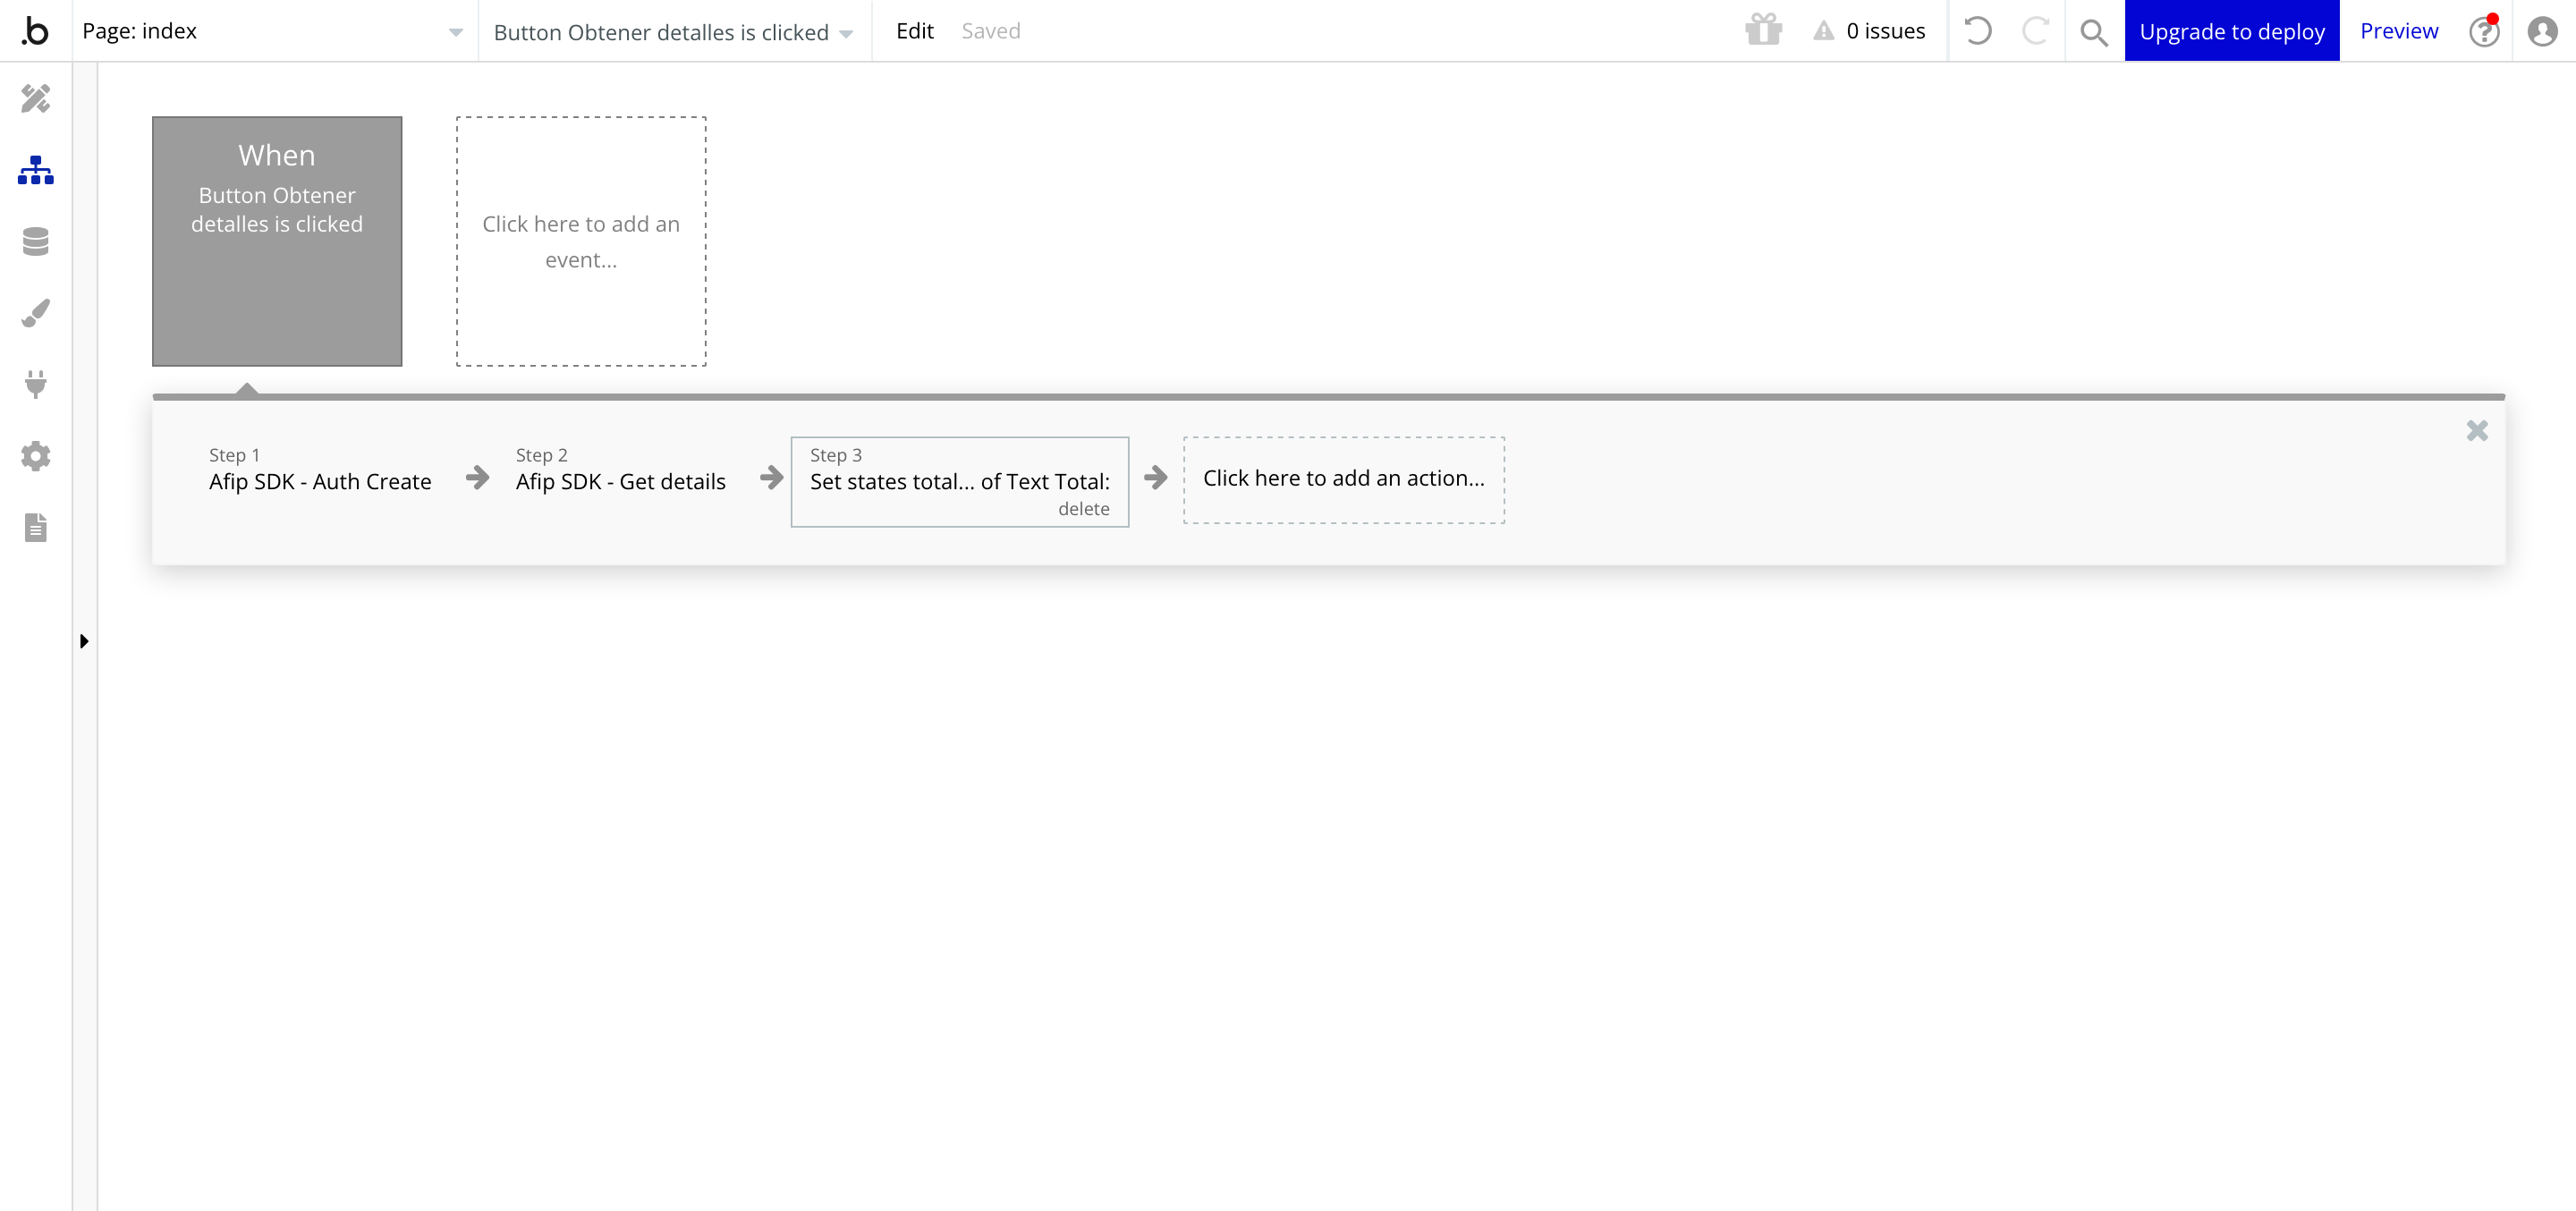 .b Page: index Button Obtener detalles is clicked Edit Saved 0 issues Upgrade to deploy Preview
When
Button Obtener
detalles is clicked
Click here to add an
event...
Step 1
Afip SDK - Auth Create
Step 2
Afip SDK - Get details
Step 3
Set states total... of Text Total:
delete
Click here to add an action...